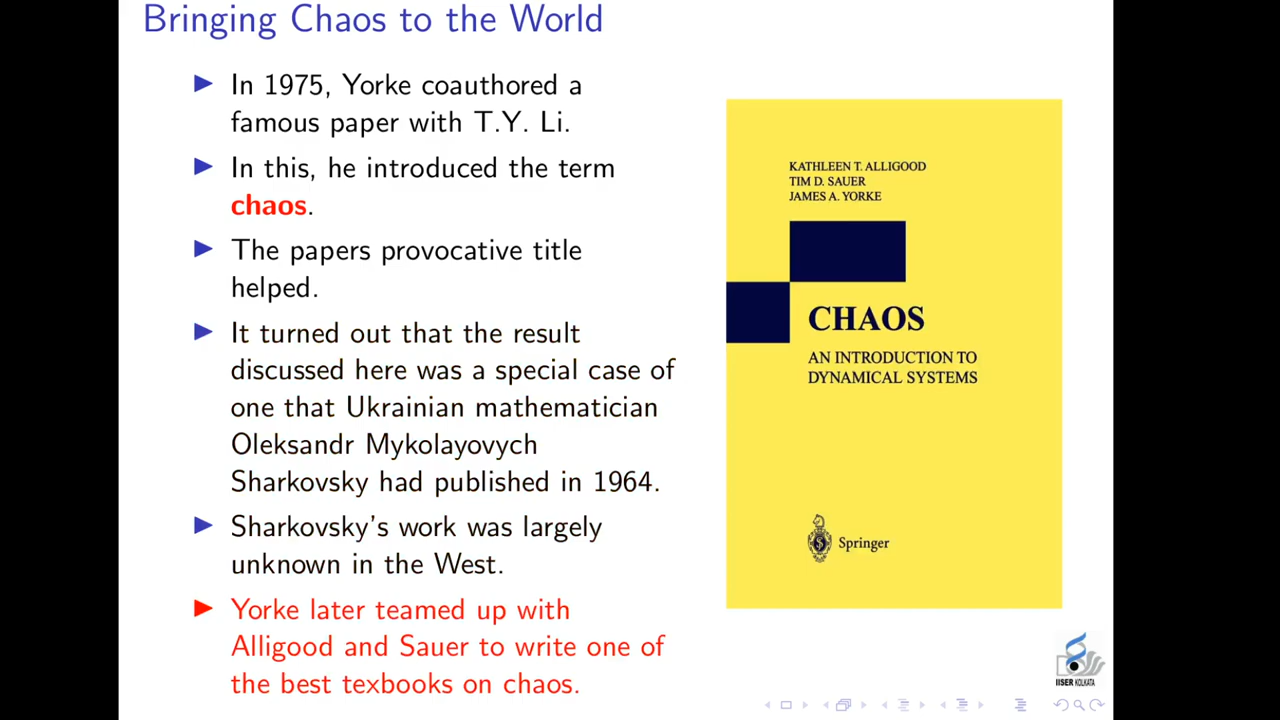 Bringing Chaos to the World
▶ In 1975, Yorke coauthored a
famous paper with T.Y. Li.
▶ In this, he introduced the term
chaos.
▶ The papers provocative title
helped.
▶ It turned out that the result
discussed here was a special case of
one that Ukrainian mathematician
Oleksandr Mykolayovych
Sharkovsky had published in 1964.
▶ Sharkovsky's work was largely
unknown in the West.
▶ Yorke later teamed up with
Alligood and Sauer to write one of
the best texbooks on chaos.
KATHLEEN T. ALLIGOOD
TIM D. SAUER
JAMES A. YORKE
CHAOS
AN INTRODUCTION TO
DYNAMICAL SYSTEMS
Springer
IISER KOLKATA